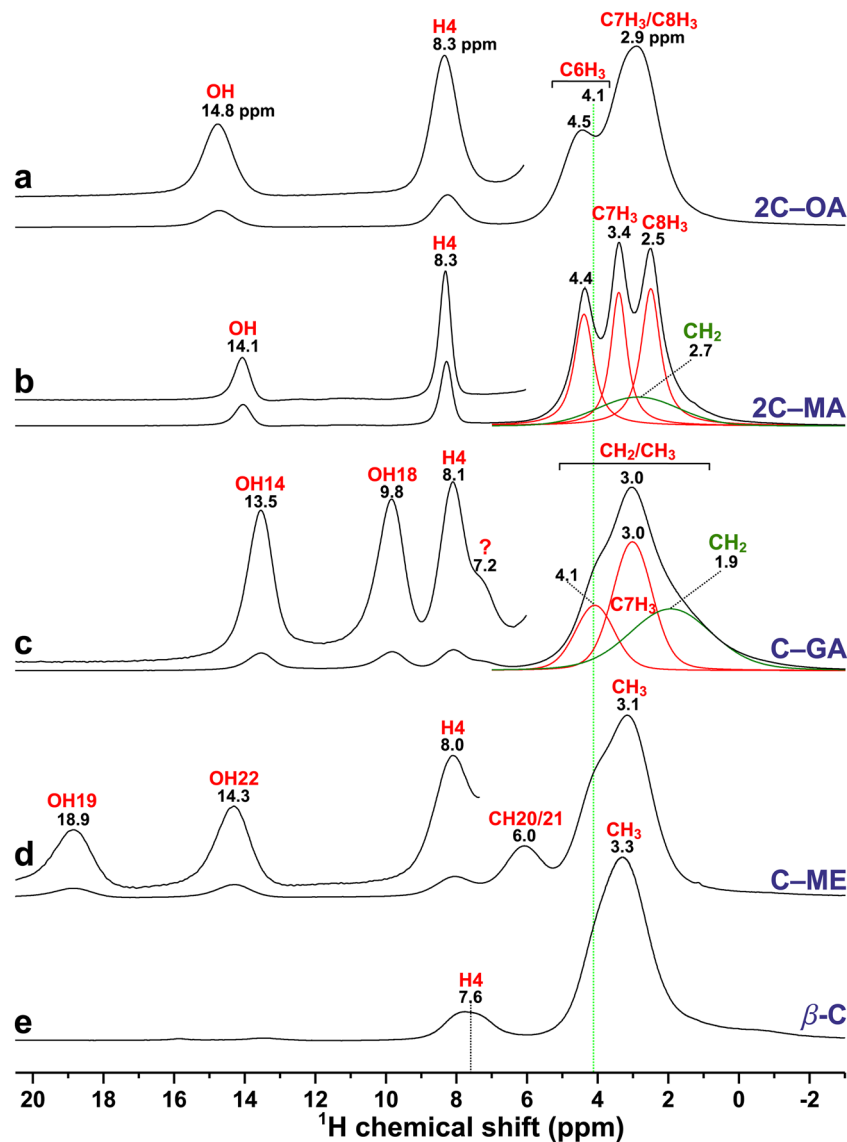 C7H₃/C8H₃
H4
2.9 ppm
8.3 ppm
C6H₃
OH
4.1
14.8 ppm
4.5
a
2C–OA
C7H₃
H4
3.4
C8H₃
8.3
2.5
4.4
OH
CH₂
14.1
2.7
b
2C–MA
CH₂/CH₃
H4
OH14
OH18
8.1
3.0
13.5
9.8
?
3.0
CH₂
7.2
1.9
4.1
C7H₃
c
C–GA
CH₃
H4
3.1
8.0
OH19
OH22
18.9
14.3
CH20/21
6.0
CH₃
3.3
d
C–ME
H4
7.6
e
β-C
20 18 16 14 12 10 8 6 4 2 0 -2
¹H chemical shift (ppm)